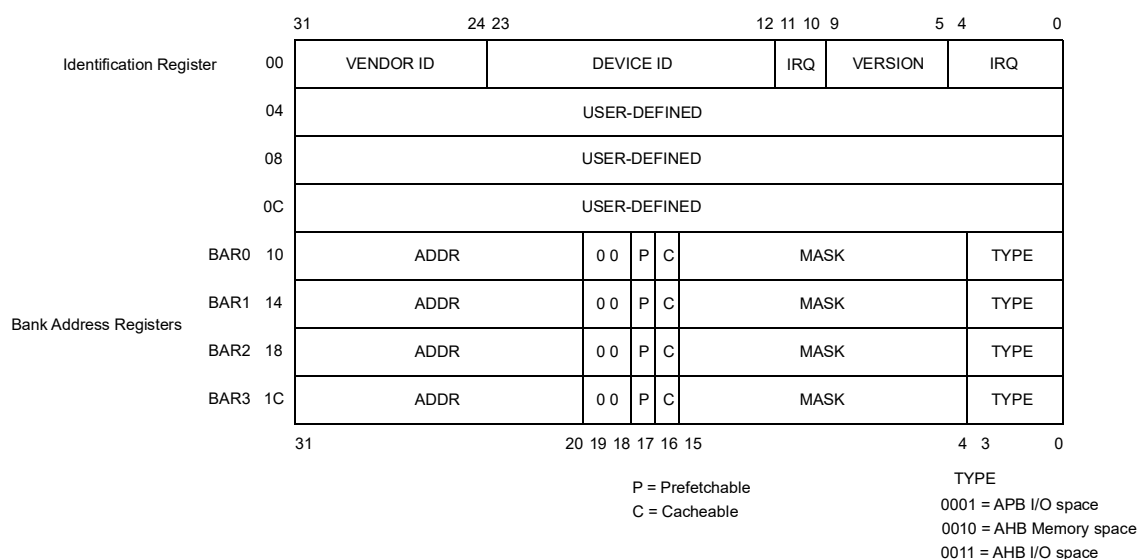 31 24 23 12 11 10 9 5 4 0
Identification Register 00 VENDOR ID DEVICE ID IRQ VERSION IRQ
04 USER-DEFINED
08 USER-DEFINED
0C USER-DEFINED
BAR0 10 ADDR 0 0 P C MASK TYPE
BAR1 14 ADDR 0 0 P C MASK TYPE
Bank Address Registers
BAR2 18 ADDR 0 0 P C MASK TYPE
BAR3 1C ADDR 0 0 P C MASK TYPE
31 20 19 18 17 16 15 4 3 0
P = Prefetchable
C = Cacheable
TYPE
0001 = APB I/O space
0010 = AHB Memory space
0011 = AHB I/O space